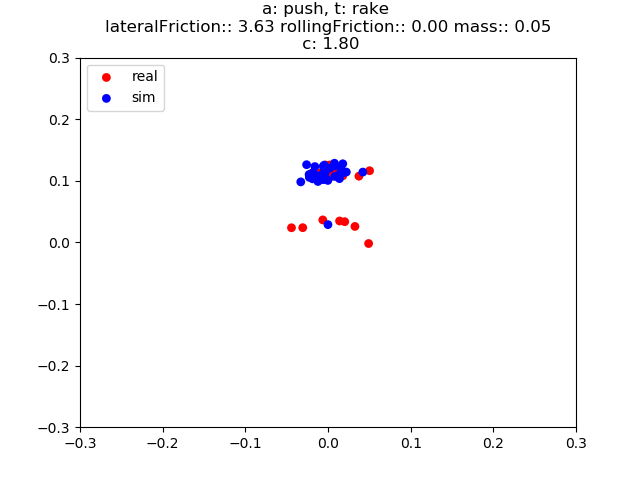 a: push, t: rake
lateralFriction:: 3.63 rollingFriction:: 0.00 mass:: 0.05
c: 1.80
real
sim
0.3
0.2
0.1
0.0
−0.1
−0.2
−0.3
−0.3 −0.2 −0.1 0.0 0.1 0.2 0.3